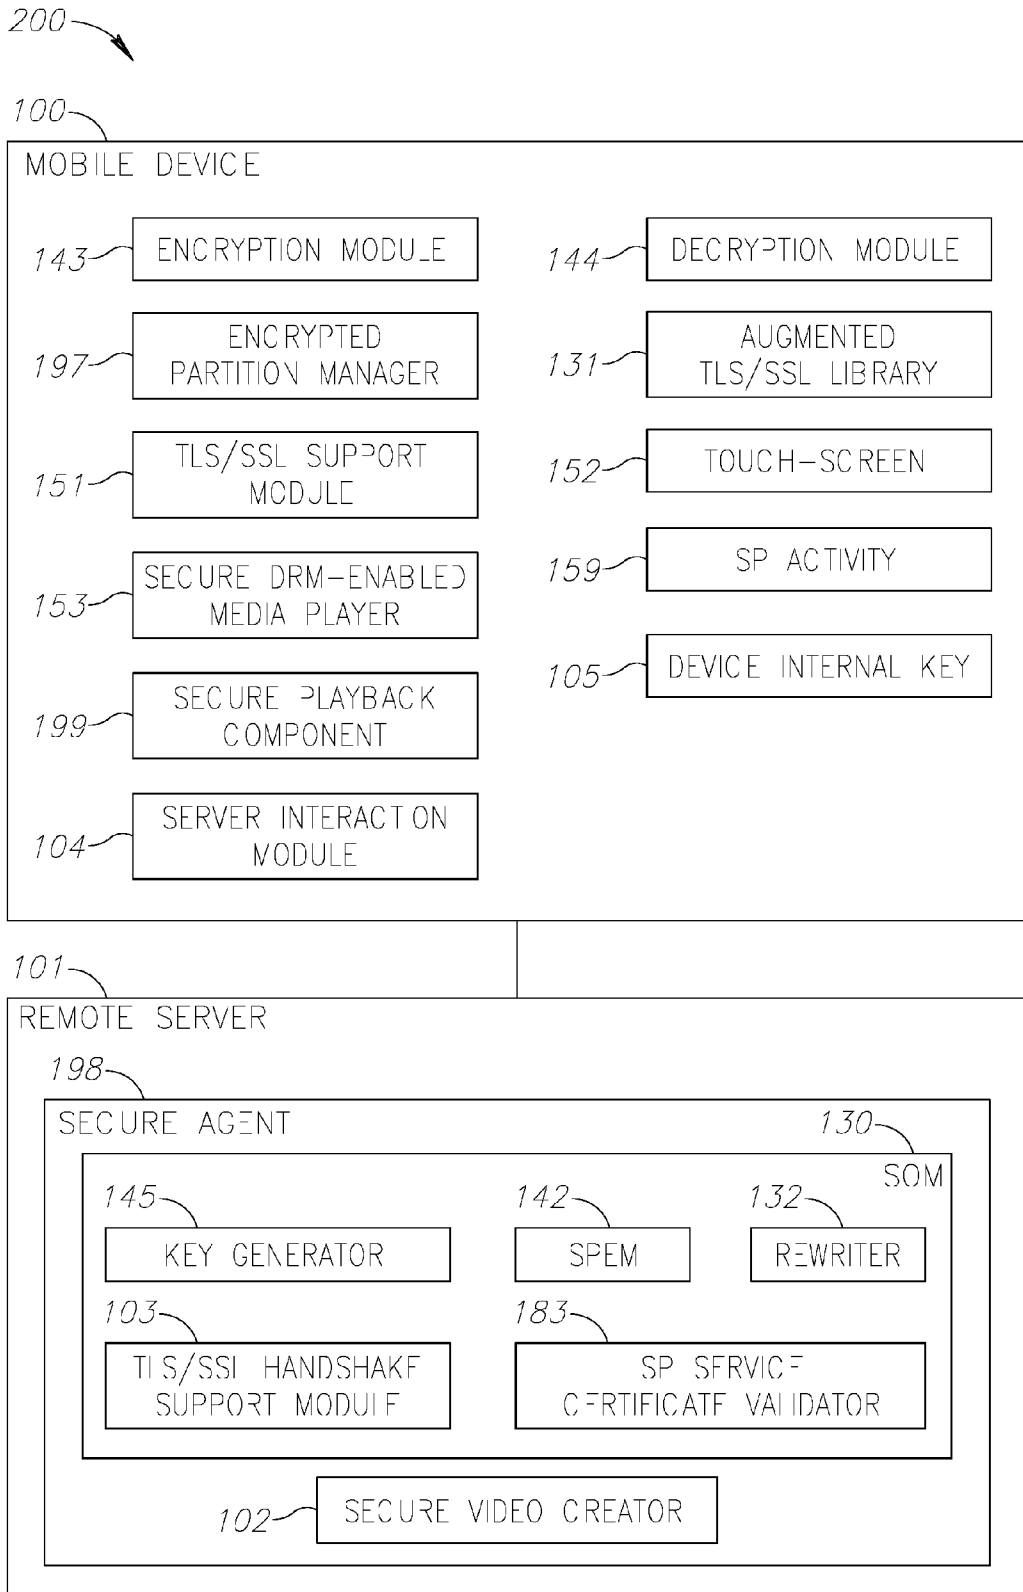 200
100
MOBILE DEVICE
143
ENCRYPTION MODULE
144
DECRYPTION MODULE
197
ENCRYPTED
PARTITION MANAGER
131
AUGMENTED
TLS/SSL LIBRARY
151
TLS/SSL SUPPORT
MODULE
152
TOUCH-SCREEN
153
SECURE DRM-ENABLED
MEDIA PLAYER
159
SP ACTIVITY
199
SECURE PLAYBACK
COMPONENT
105
DEVICE INTERNAL KEY
104
SERVER INTERACTION
MODULE
101
REMOTE SERVER
198
SECURE AGENT
130
SOM
145
KEY GENERATOR
142
SPEM
132
REWRITER
103
TLS/SSL HANDSHAKE
SUPPORT MODULE
183
SP SERVICE
CERTIFICATE VALIDATOR
102
SECURE VIDEO CREATOR